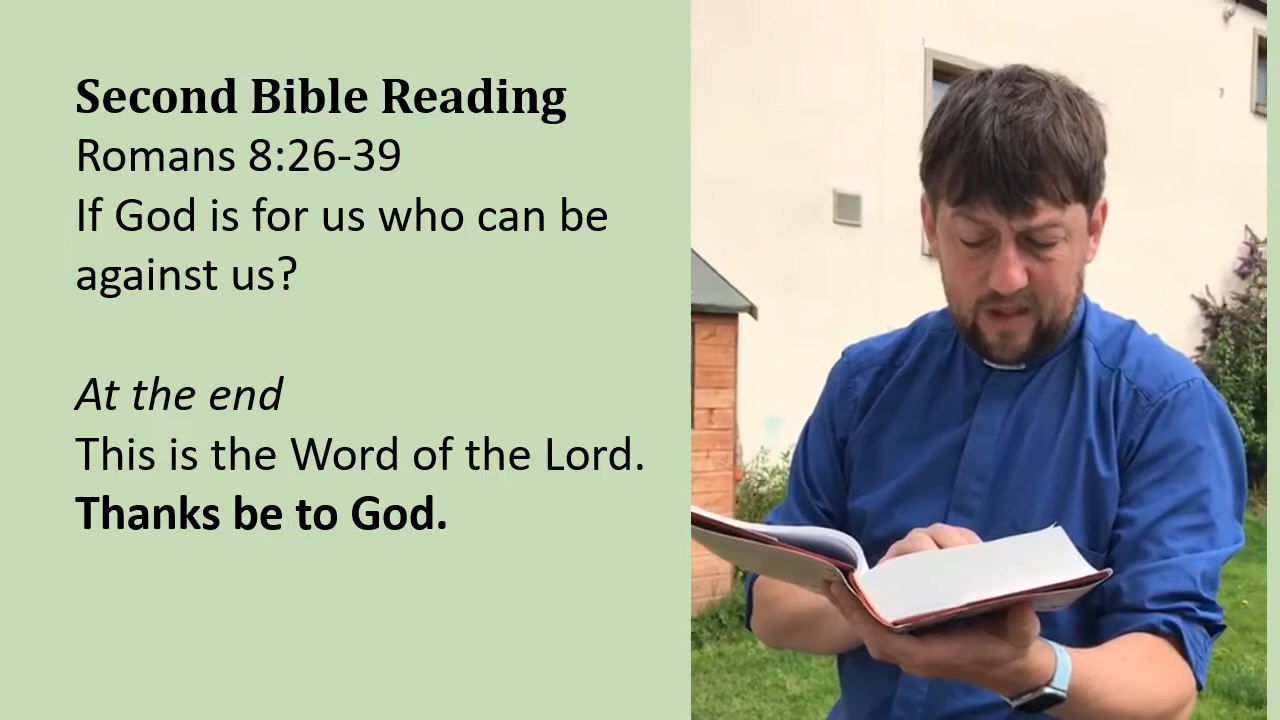 Second Bible Reading
Romans 8:26-39
If God is for us who can be
against us?
At the end
This is the Word of the Lord.
Thanks be to God.